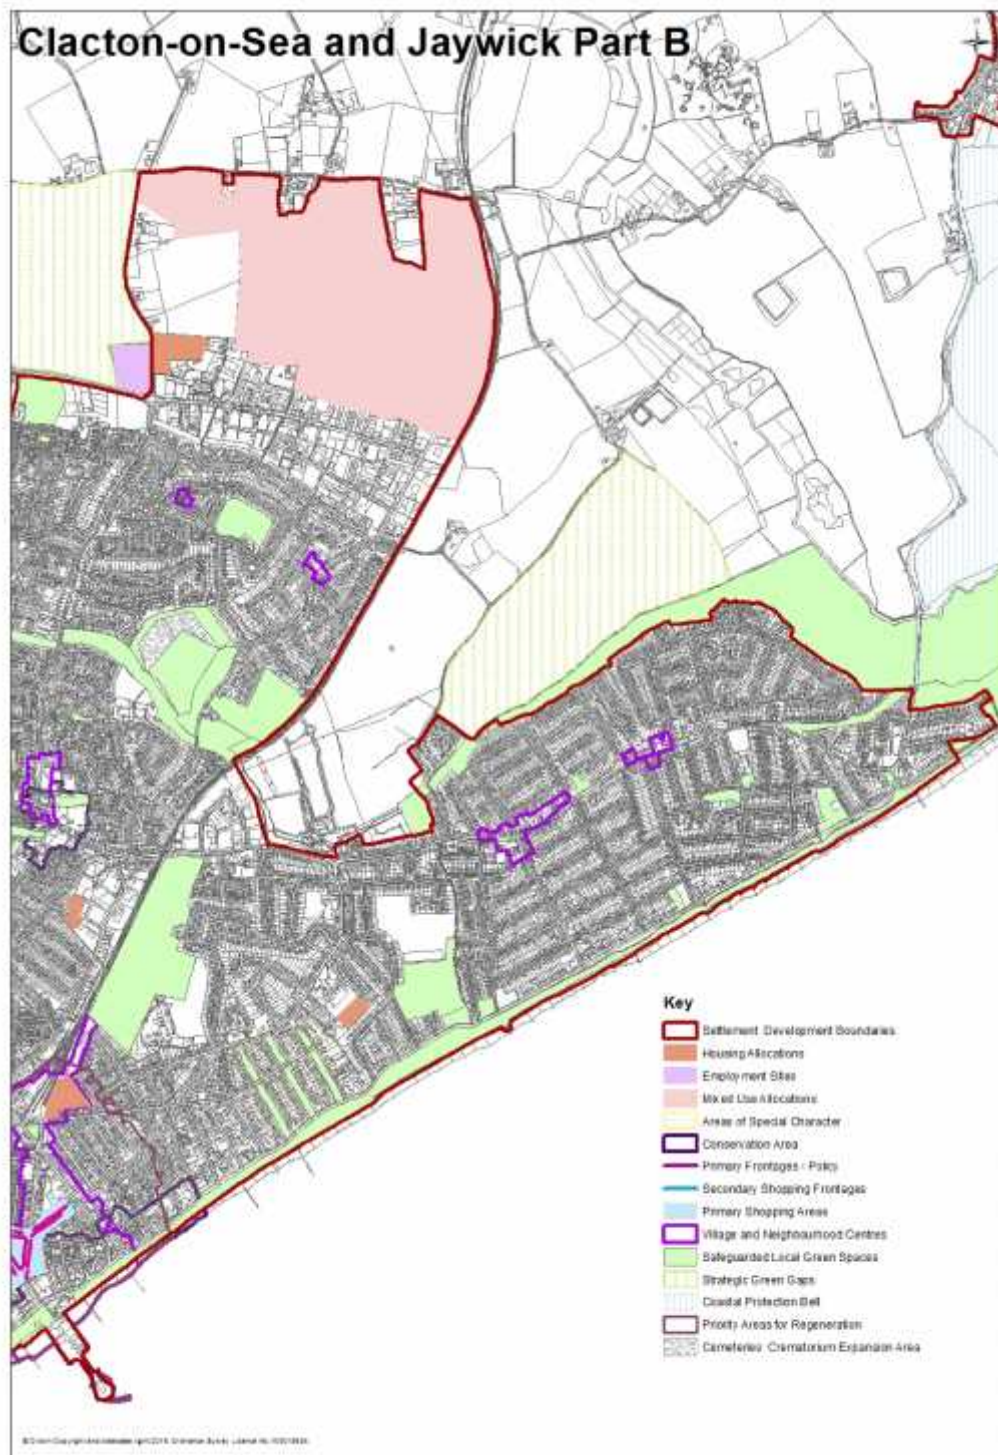 Clacton-on-Sea and Jaywick Part B
Key
Settlement Development Boundaries
Housing Allocations
Employment Sites
Mixed Use Allocations
Areas of Special Character
Conservation Area
Primary Frontages - Policy
Secondary Shopping Frontages
Primary Shopping Areas
Village and Neighbourhood Centres
Safeguarded Local Green Spaces
Strategic Green Gaps
Coastal Protection Belt
Priority Areas for Regeneration
Cemeteries Crematorium Expansion Area